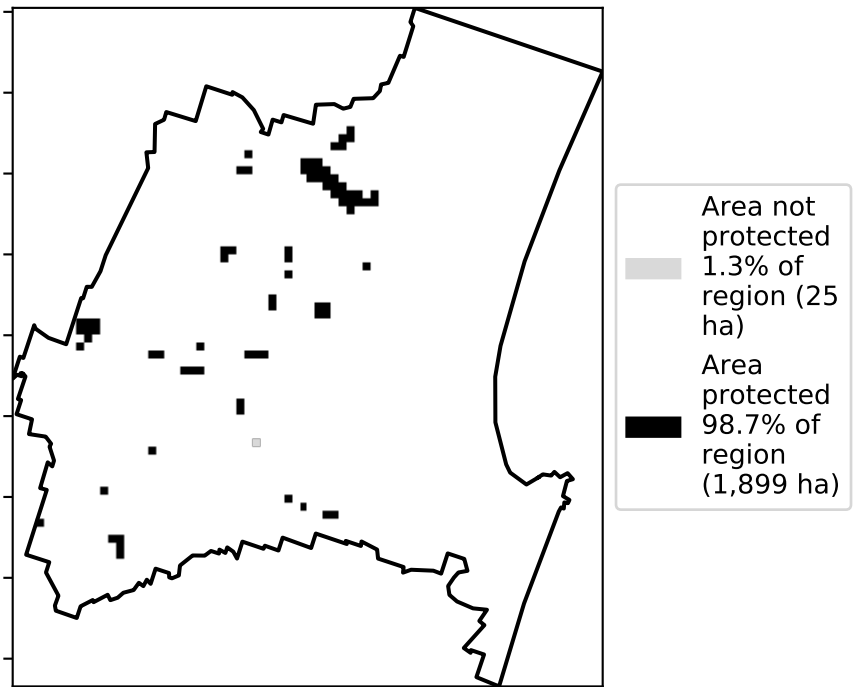 Area not
protected
1.3% of
region (25
ha)
Area
protected
98.7% of
region
(1,899 ha)